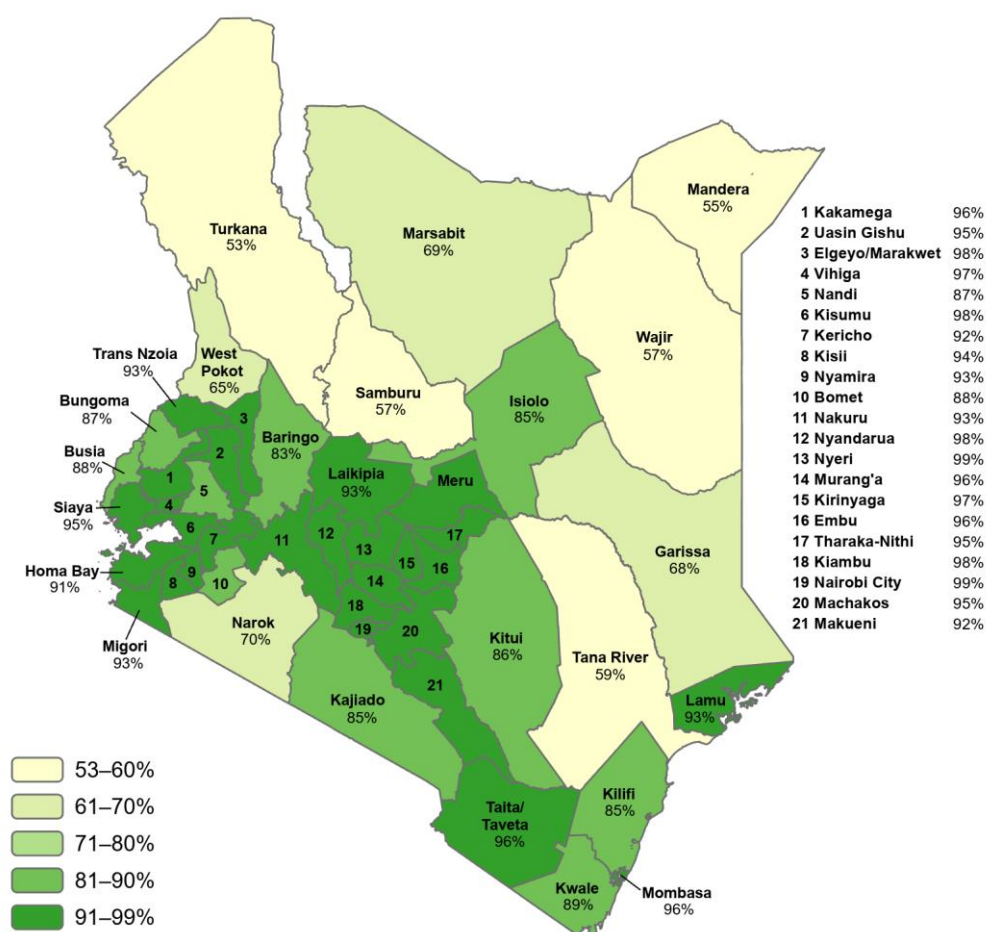 Mandera
55%
Turkana
53%
Marsabit
69%
Wajir
57%
Trans Nzoia
93%
West
Pokot
65%
Samburu
57%
Isiolo
85%
Bungoma
87%
3
Baringo
83%
2
Busia
88%
Laikipia
93%
Meru
1
5
Siaya
95%
4
6
7
11
12
13
17
15
16
Garissa
68%
Homa Bay
91%
8
9
10
14
18
19
20
Narok
70%
Kitui
86%
Tana River
59%
Migori
93%
Kajiado
85%
21
Lamu
93%
Taita/
Taveta
96%
Kilifi
85%
Kwale
89%
Mombasa
96%
1 Kakamega 96%
2 Uasin Gishu 95%
3 Elgeyo/Marakwet 98%
4 Vihiga 97%
5 Nandi 87%
6 Kisumu 98%
7 Kericho 92%
8 Kisii 94%
9 Nyamira 93%
10 Bomet 88%
11 Nakuru 93%
12 Nyandarua 98%
13 Nyeri 99%
14 Murang'a 96%
15 Kirinyaga 97%
16 Embu 96%
17 Tharaka-Nithi 95%
18 Kiambu 98%
19 Nairobi City 99%
20 Machakos 95%
21 Makueni 92%
53–60%
61–70%
71–80%
81–90%
91–99%